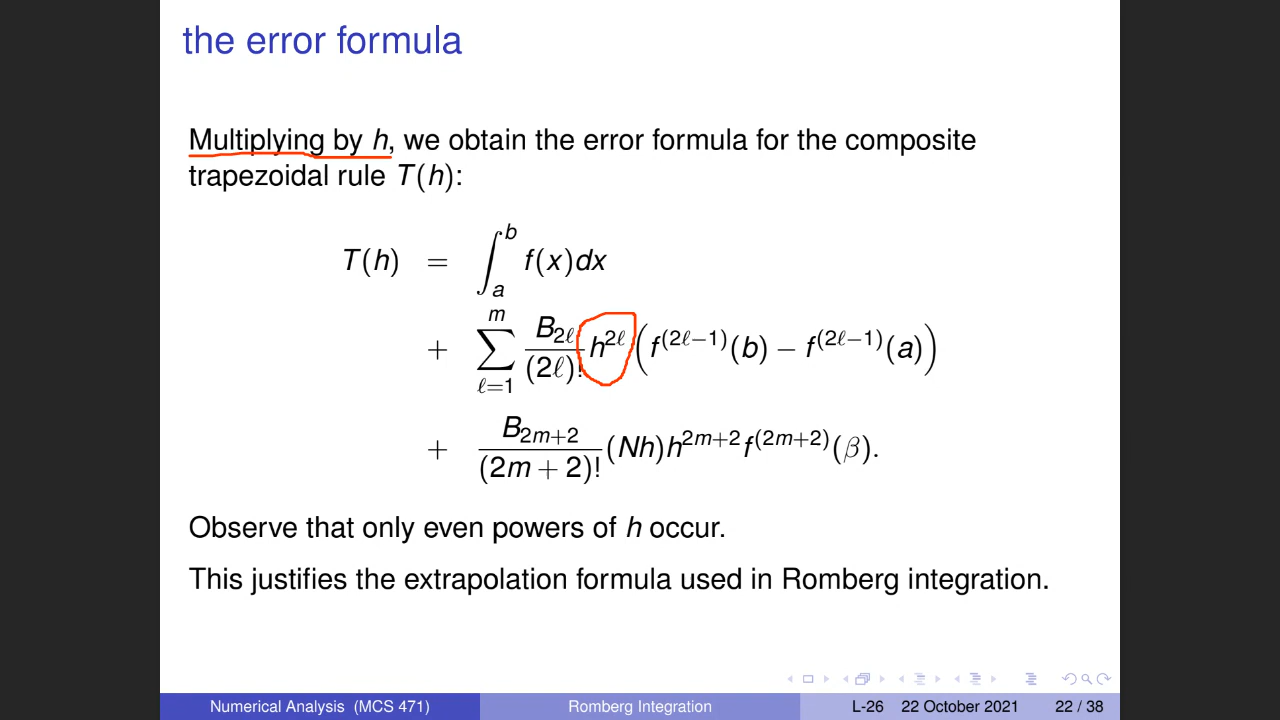 the error formula
Multiplying by h, we obtain the error formula for the composite
trapezoidal rule T(h):
T(h) = ∫_a^b f(x)dx
+ ∑_{ℓ=1}^{m} B_{2ℓ}/(2ℓ)! h^{2ℓ} (f^{(2ℓ−1)}(b) − f^{(2ℓ−1)}(a))
+ B_{2m+2}/(2m + 2)! (Nh)h^{2m+2} f^{(2m+2)}(β).
Observe that only even powers of h occur.
This justifies the extrapolation formula used in Romberg integration.
Numerical Analysis (MCS 471) Romberg Integration L-26 22 October 2021 22 / 38